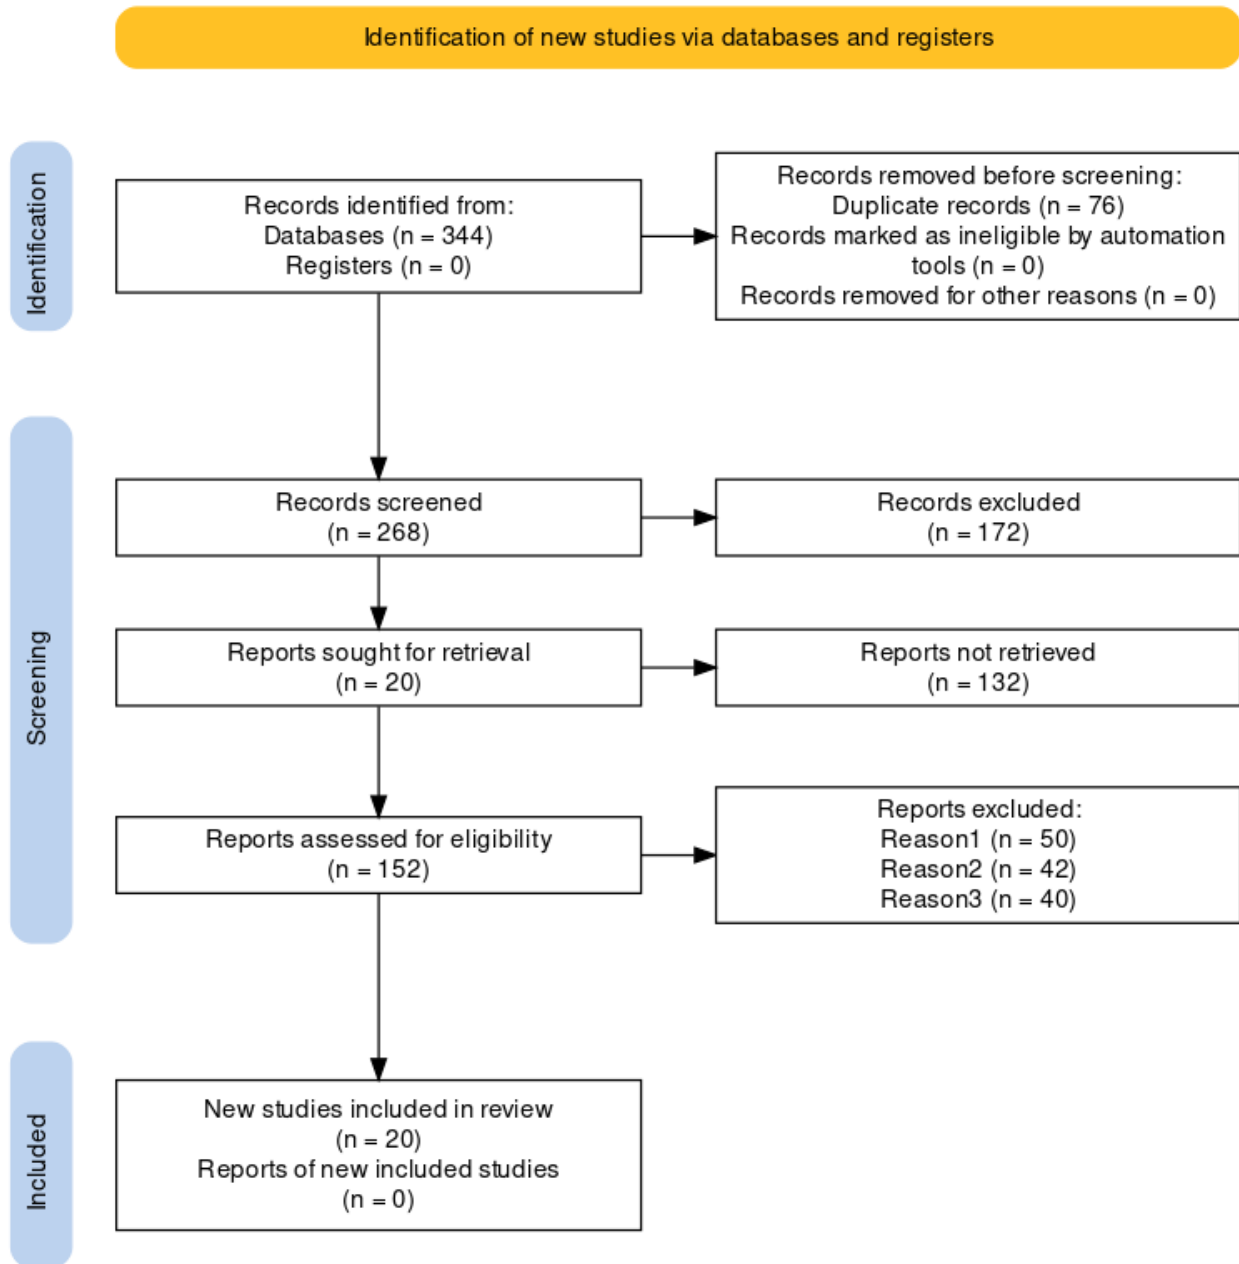 Identification of new studies via databases and registers
Identification
Records identified from:
Databases (n = 344)
Registers (n = 0)
Records removed before screening:
Duplicate records (n = 76)
Records marked as ineligible by automation
tools (n = 0)
Records removed for other reasons (n = 0)
Screening
Records screened
(n = 268)
Records excluded
(n = 172)
Reports sought for retrieval
(n = 20)
Reports not retrieved
(n = 132)
Reports assessed for eligibility
(n = 152)
Reports excluded:
Reason1 (n = 50)
Reason2 (n = 42)
Reason3 (n = 40)
Included
New studies included in review
(n = 20)
Reports of new included studies
(n = 0)